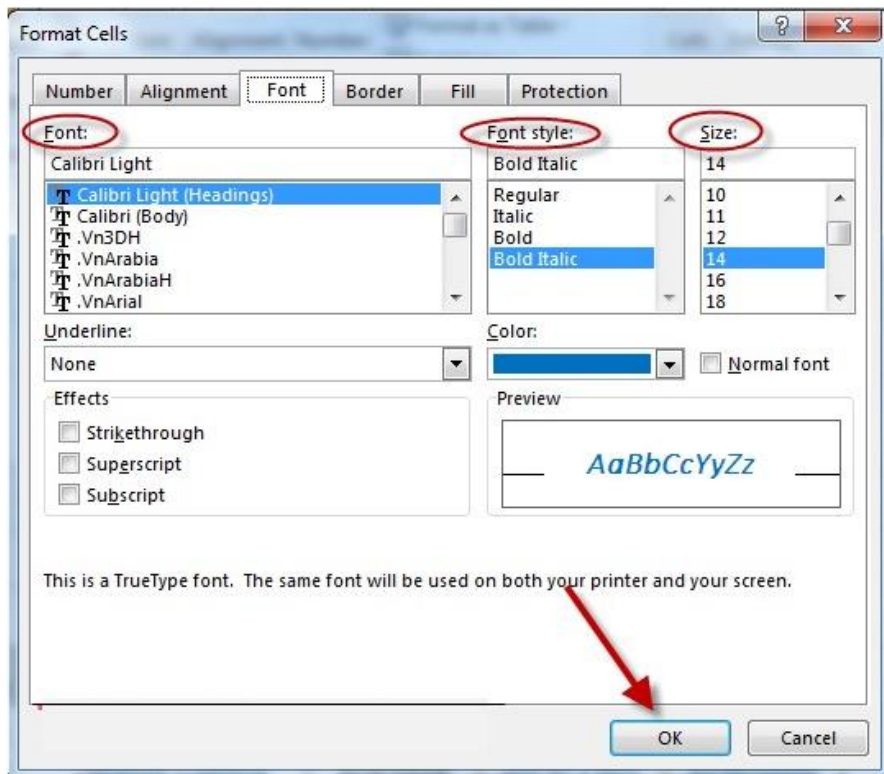 Format Cells
Number Alignment Font Border Fill Protection
Font: Font style: Size:
Calibri Light Bold Italic 14
Calibri Light (Headings) Regular 10
Calibri (Body) Italic 11
.Vn3DH Bold 12
.VnArabia Bold Italic 14
.VnArabiaH 16
.VnArial 18
Underline: Color:
None Normal font
Effects Preview
Strikethrough
Superscript AaBbCcYyZz
Subscript
This is a TrueType font. The same font will be used on both your printer and your screen.
OK Cancel